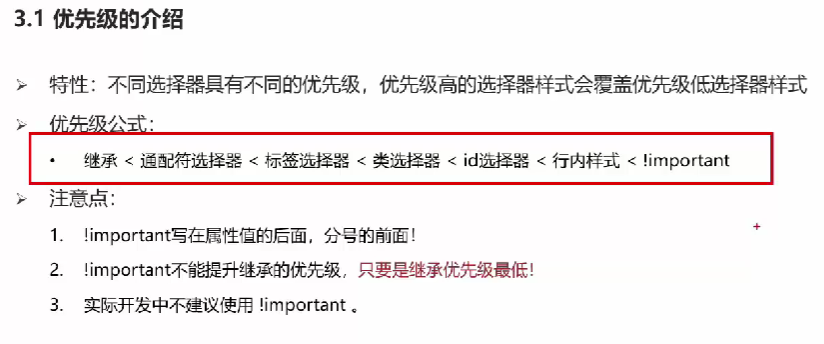 3.1 优先级的介绍
➢ 特性：不同选择器具有不同的优先级，优先级高的选择器样式会覆盖优先级低选择器样式
➢ 优先级公式：
• 继承 < 通配符选择器 < 标签选择器 < 类选择器 < id选择器 < 行内样式 < !important
➢ 注意点：
1. !important写在属性值的后面，分号的前面！
2. !important不能提升继承的优先级，只要是继承优先级最低！
3. 实际开发中不建议使用 !important 。